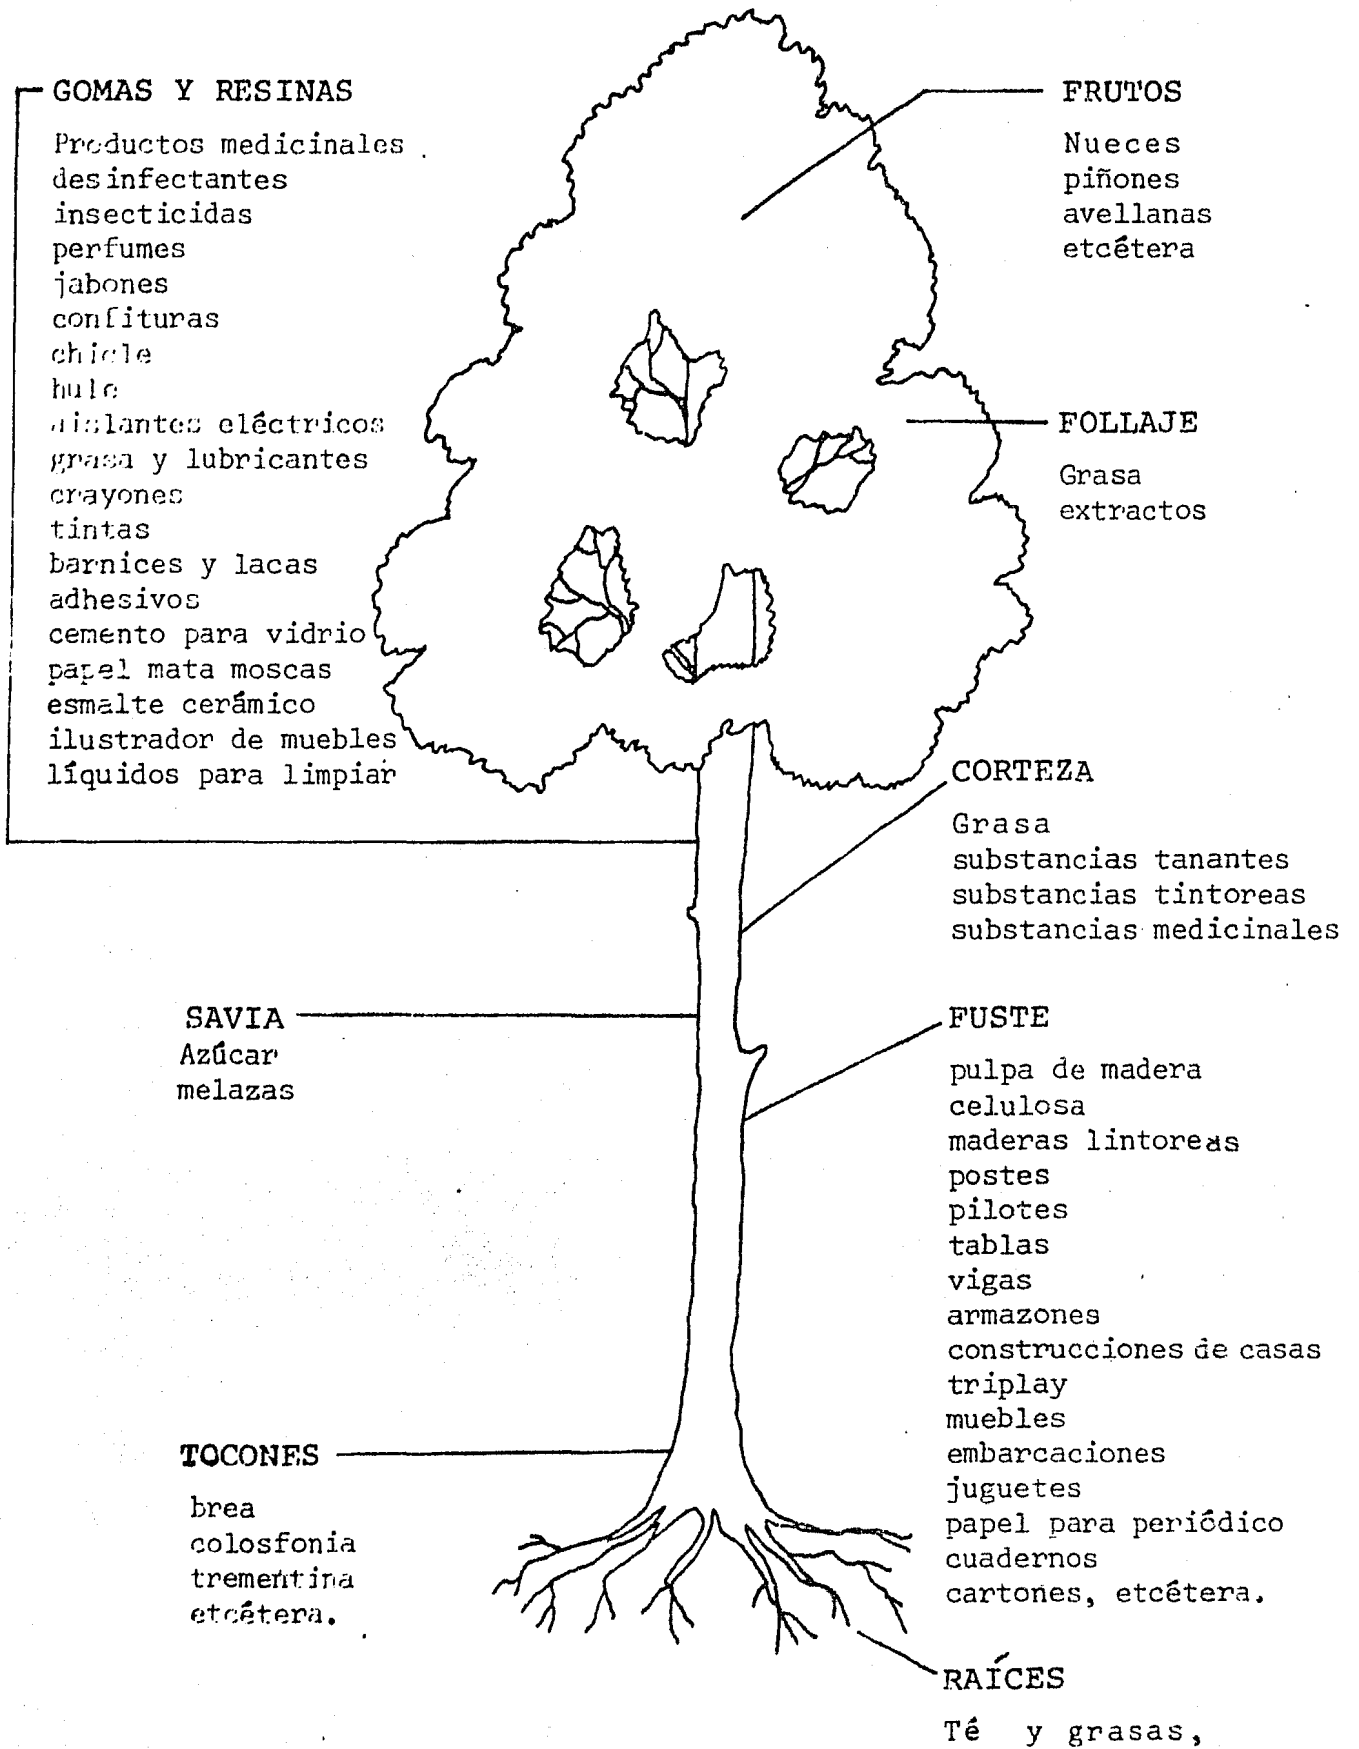 GOMAS Y RESINAS
Productos medicinales
desinfectantes
insecticidas
perfumes
jabones
confituras
chicle
hule
aislantes eléctricos
grasa y lubricantes
crayones
tintas
barnices y lacas
adhesivos
cemento para vidrio
papel mata moscas
esmalte cerámico
ilustrador de muebles
líquidos para limpiar
FRUTOS
Nueces
piñones
avellanas
etcétera
FOLLAJE
Grasa
extractos
CORTEZA
Grasa
substancias tanantes
substancias tintoreas
substancias medicinales
SAVIA
Azúcar
melazas
FUSTE
pulpa de madera
celulosa
maderas lintoreas
postes
pilotes
tablas
vigas
armazones
construcciones de casas
triplay
muebles
embarcaciones
juguetes
papel para periódico
cuadernos
cartones, etcétera.
TOCONES
brea
colosfonia
trementina
etcétera.
RAÍCES
Té y grasas,